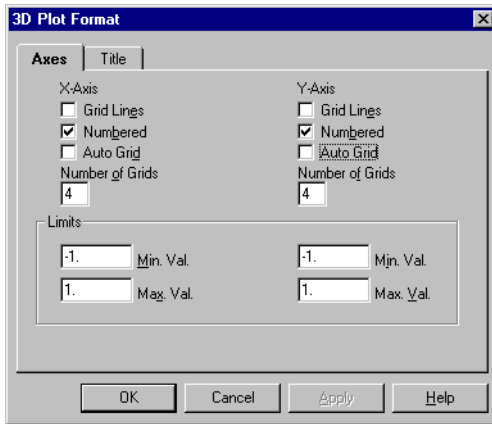 3D Plot Format
Axes Title
X-Axis Y-Axis
Grid Lines Grid Lines
Numbered Numbered
Auto Grid Auto Grid
Number of Grids Number of Grids
4 4
Limits
-1. Min. Val. -1. Min. Val.
1. Max. Val. 1. Max. Val.
OK Cancel Apply Help